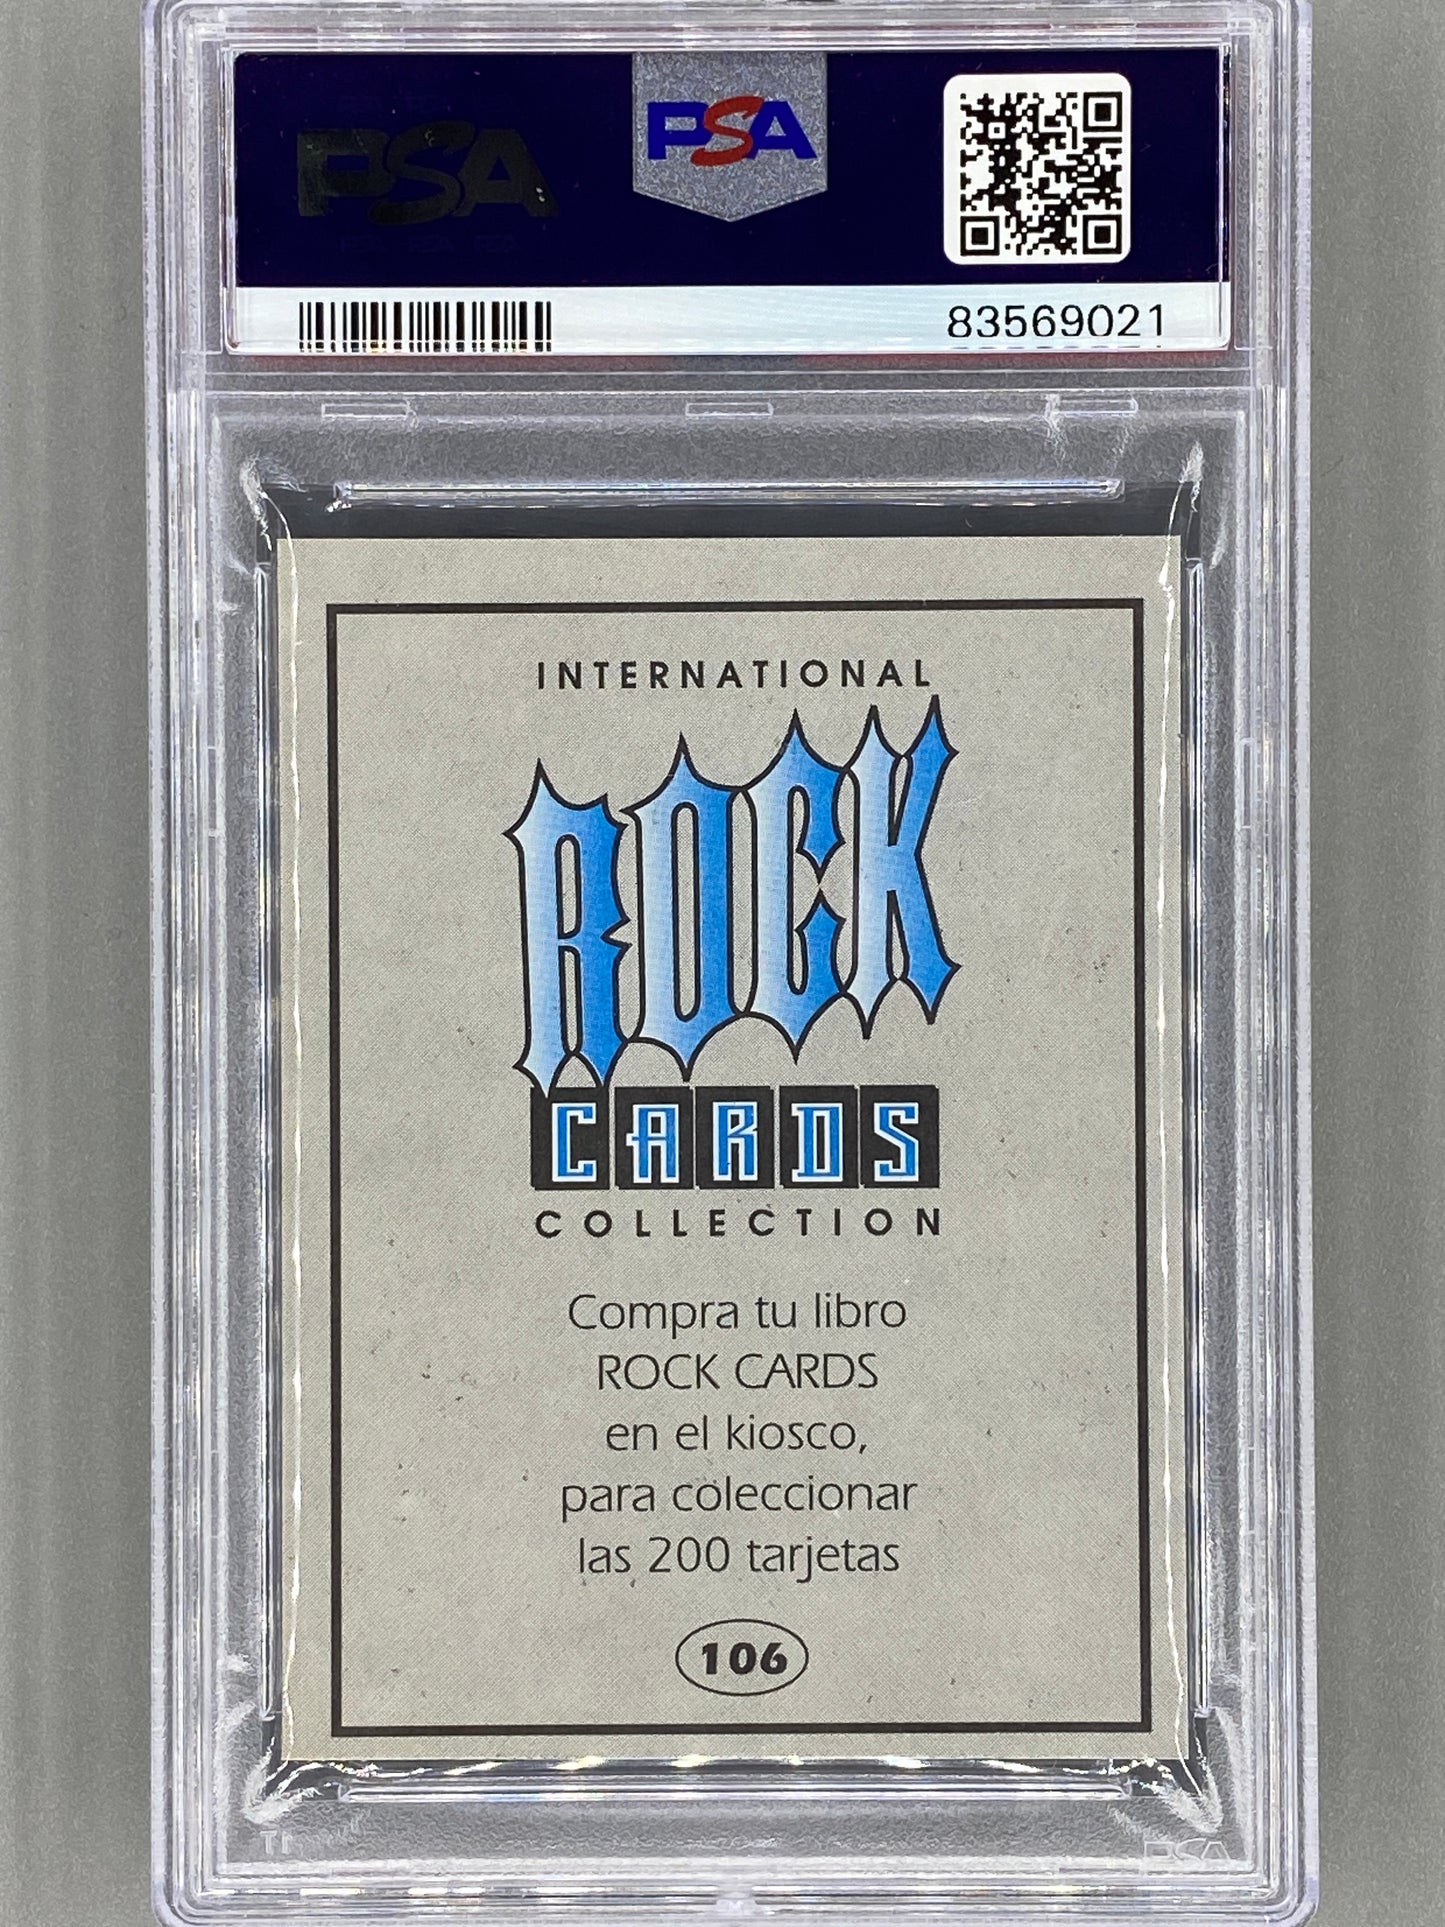 PSA
PSA
83569021
INTERNATIONAL
ROCK
CARDS
COLLECTION
Compra tu libro
ROCK CARDS
en el kiosco,
para coleccionar
las 200 tarjetas
106
PSA